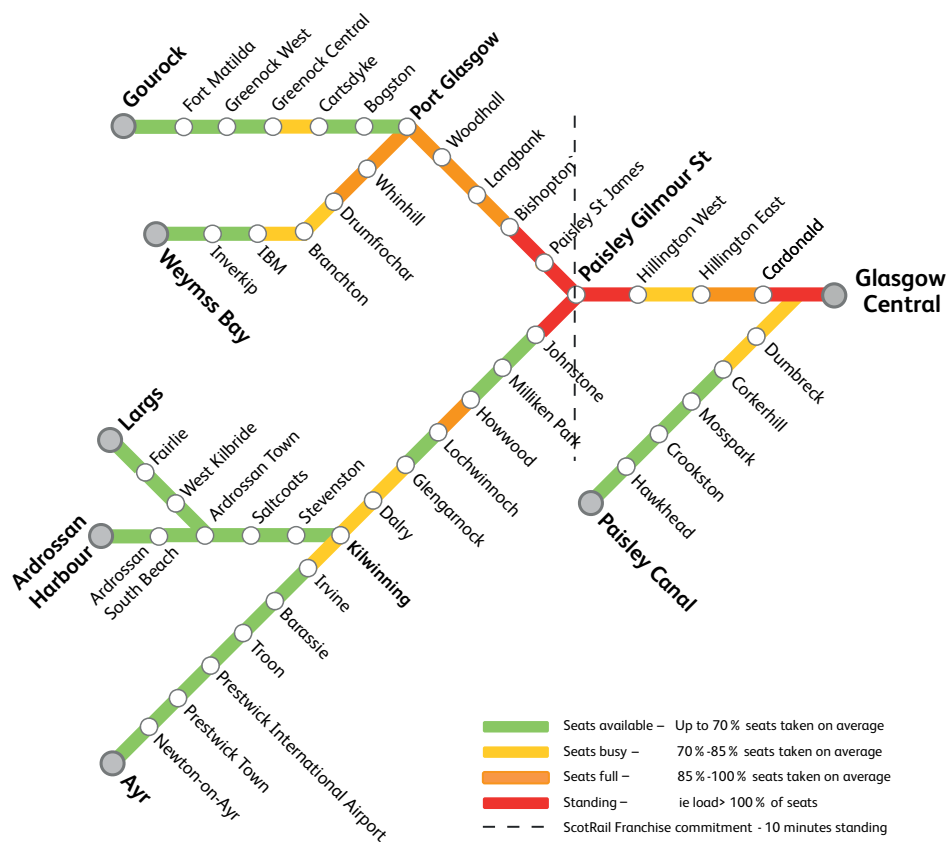 Gourock
Fort Matilda
Greenock West
Greenock Central
Cartsdyke
Bogston
Port Glasgow
Woodhall
Langbank
Bishopton`
Paisley St James
Paisley Gilmour St
Hillington West
Hillington East
Cardonald
Glasgow
Central
Whinhill
Drumfrochar
Branchton
IBM
Inverkip
Weymss Bay
Johnstone
Milliken Park
Howwood
Lochwinnoch
Glengarnock
Dalry
Kilwinning
Dumbreck
Corkerhill
Mosspark
Crookston
Hawkhead
Paisley Canal
Largs
Fairlie
West Kilbride
Ardrossan Town
Saltcoats
Stevenston
Ardrossan
Harbour
Ardrossan
South Beach
Irvine
Barassie
Troon
Prestwick International Airport
Prestwick Town
Newton-on-Ayr
Ayr
Seats available – Up to 70 % seats taken on average
Seats busy – 70 %-85 % seats taken on average
Seats full – 85 %-100 % seats taken on average
Standing – ie load> 100 % of seats
ScotRail Franchise commitment - 10 minutes standing